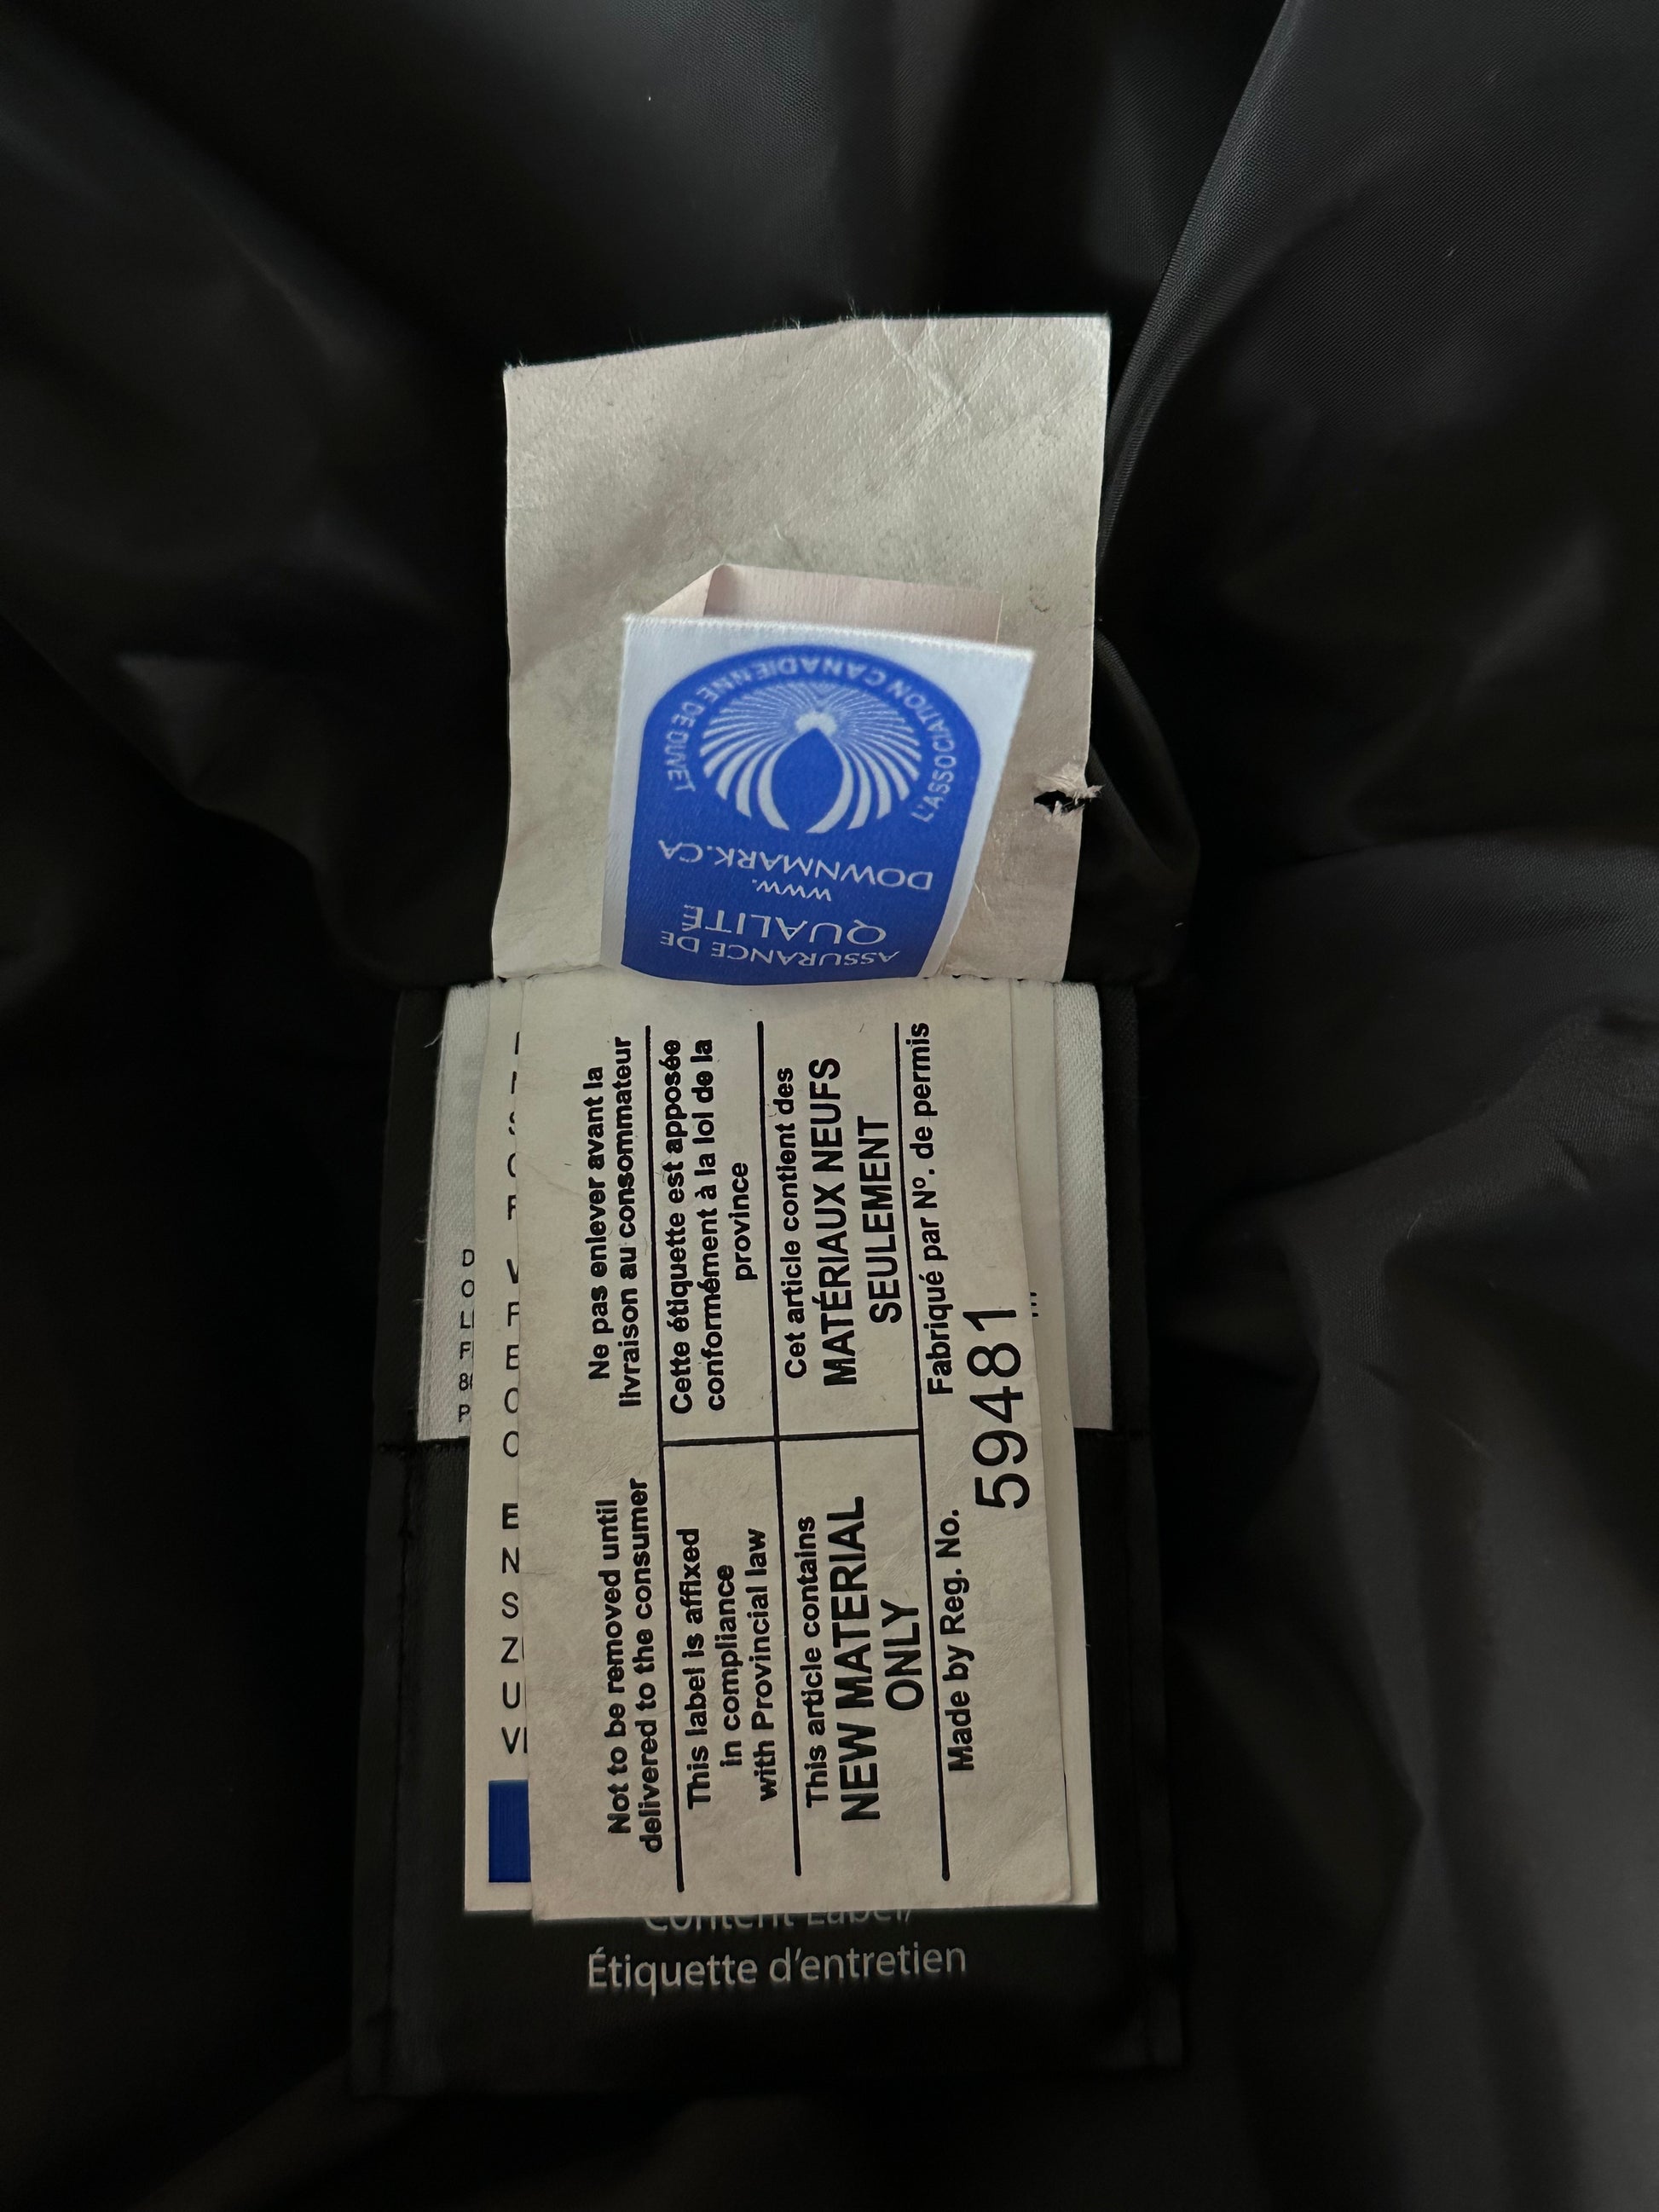 L'ASSOCIATION CANADIENNE DE DUVET
DOWNMARK.CA
www.
QUALITÉ
ASSURANCE DE
Not to be removed until
delivered to the consumer
Ne pas enlever avant la
livraison au consommateur
This label is affixed
in compliance
with Provincial law
Cette étiquette est apposée
conformément à la loi de la
province
This article contains
NEW MATERIAL
ONLY
Cet article contient des
MATÉRIAUX NEUFS
SEULEMENT
Made by Reg. No.
Fabriqué par Nº. de permis
59481
Content Label/
Étiquette d'entretien